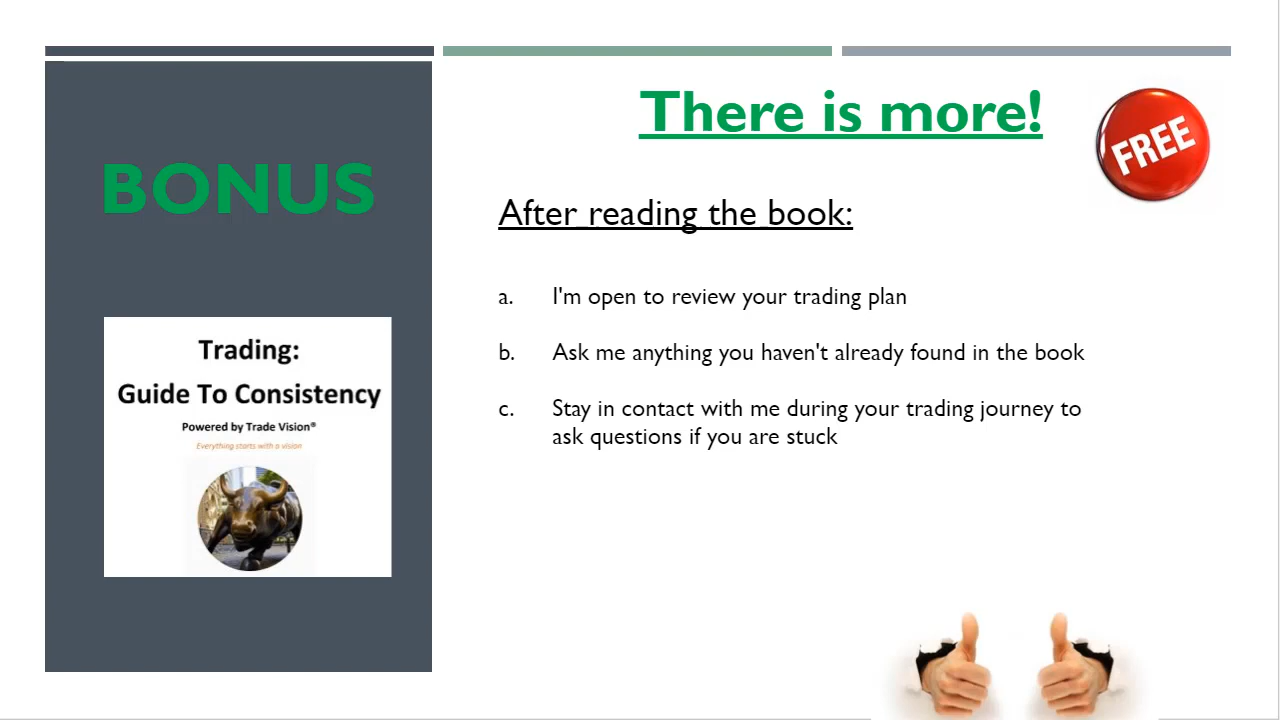 BONUS
Trading:
Guide To Consistency
Powered by Trade Vision®
Everything starts with a vision
There is more!
FREE
After reading the book:
a. I'm open to review your trading plan
b. Ask me anything you haven't already found in the book
c. Stay in contact with me during your trading journey to
ask questions if you are stuck